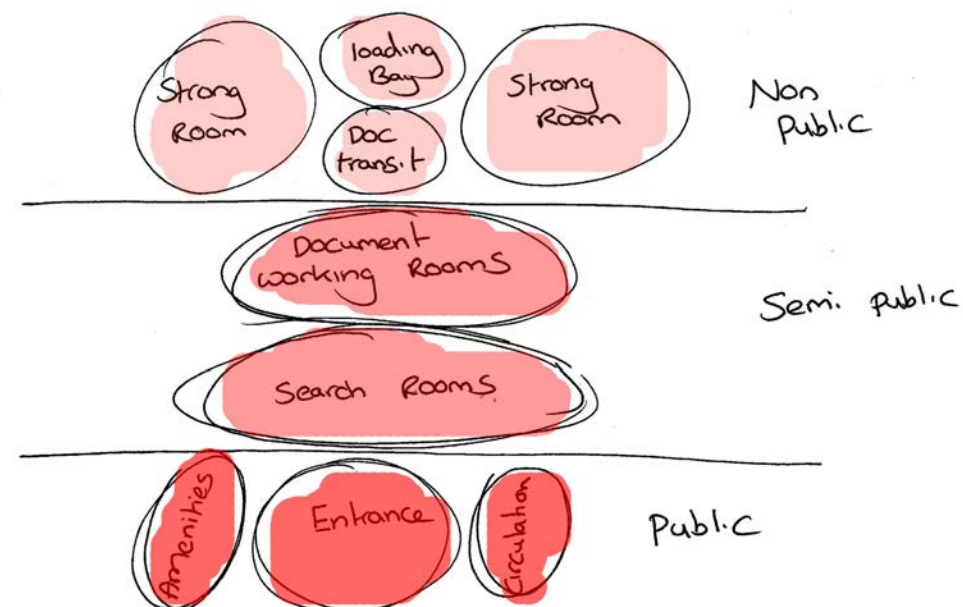 Strong
Room
loading
Bay
Doc
transit
Strong
Room
Non
Public
Document
working Rooms
Semi public
Search Rooms
Amenities
Entrance
Circulation
Public